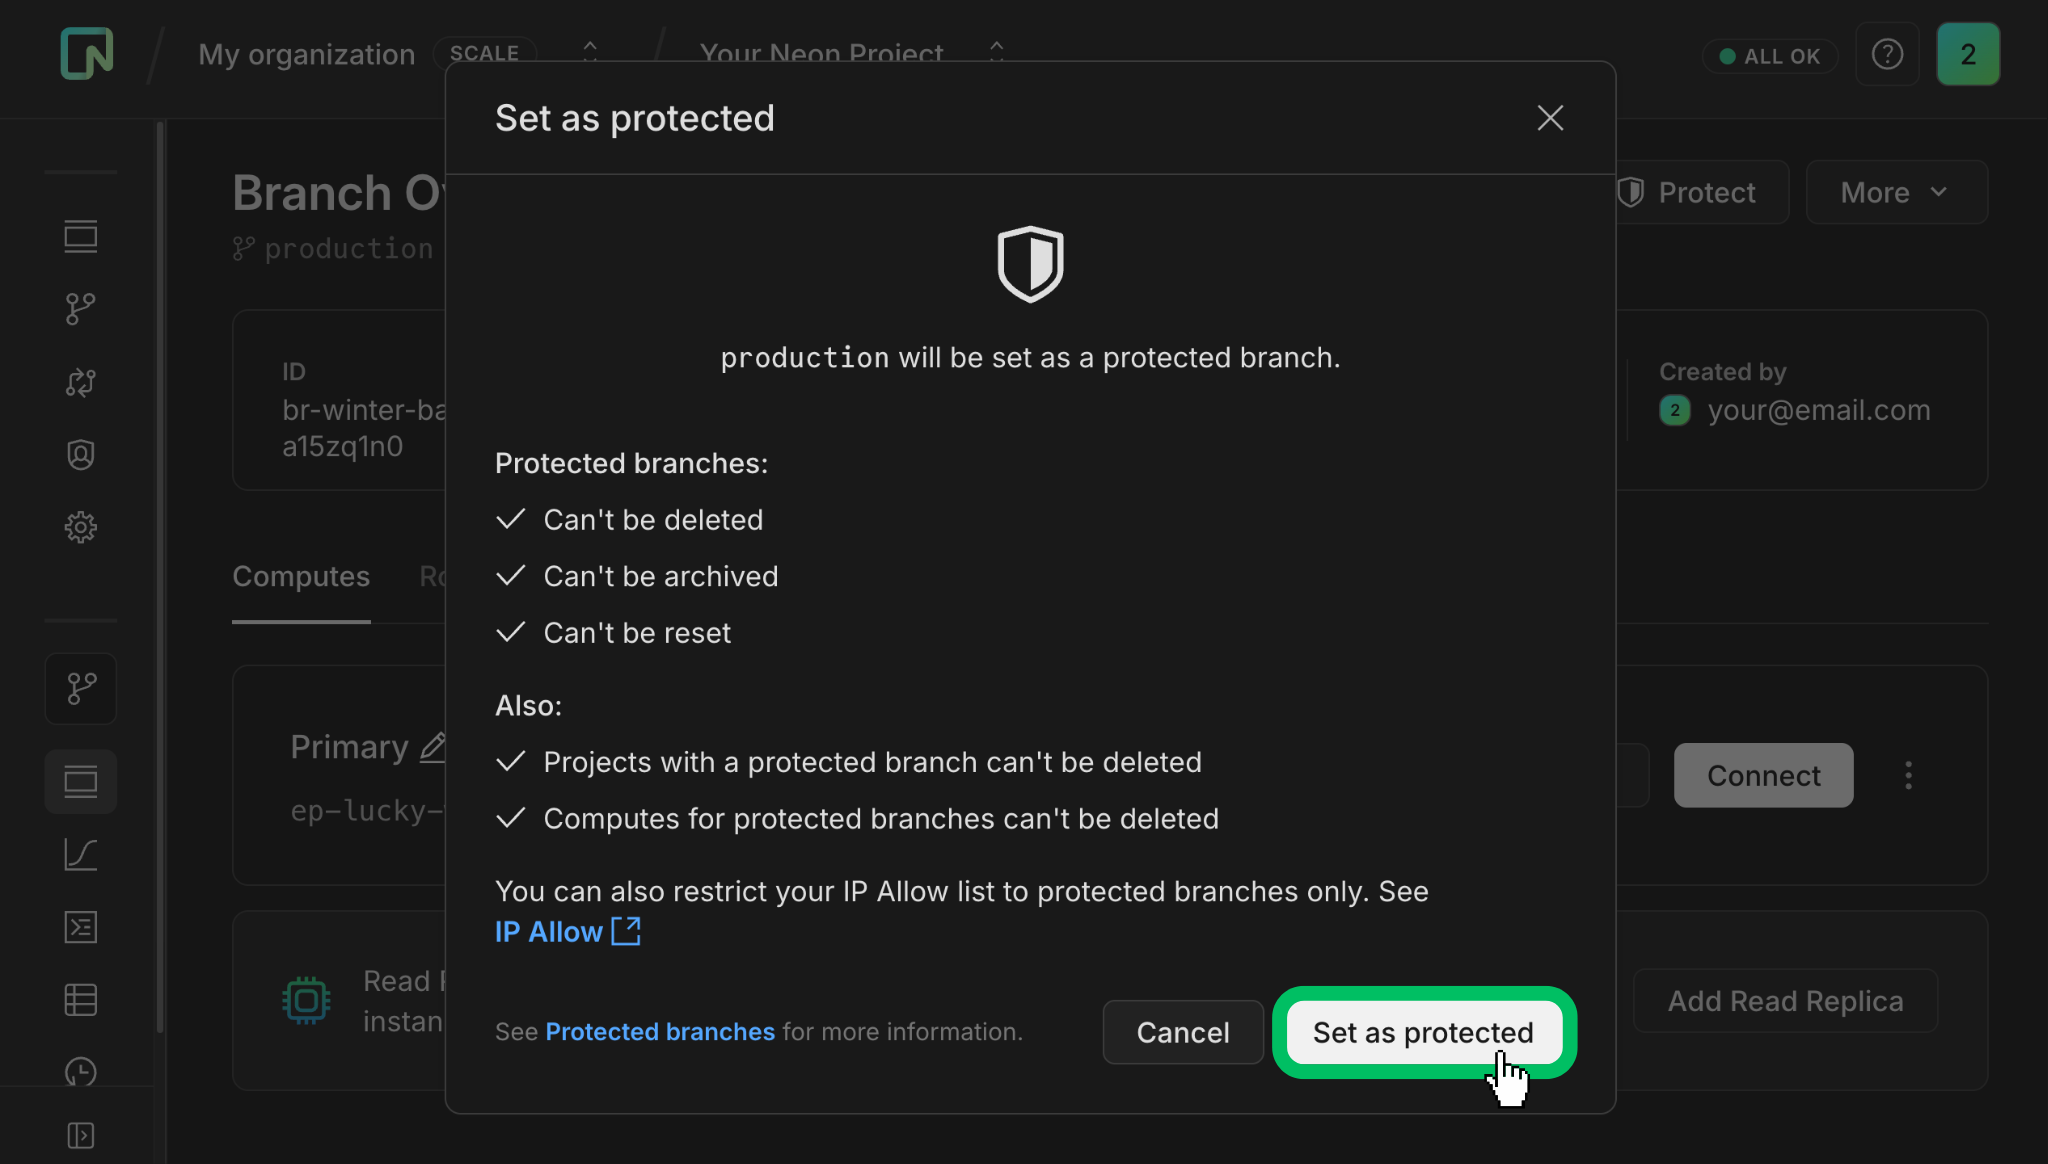 My organization SCALE / Your Neon Project
ALL OK
2
Set as protected
Branch
production
Protect
More
production will be set as a protected branch.
ID
br-winter-ba
a15zq1n0
Created by
2 your@email.com
Protected branches:
Can't be deleted
Can't be archived
Can't be reset
Computes
Also:
Projects with a protected branch can't be deleted
Computes for protected branches can't be deleted
Primary
ep-lucky-
Connect
You can also restrict your IP Allow list to protected branches only. See
IP Allow
Read
instan
See Protected branches for more information.
Cancel
Set as protected
Add Read Replica